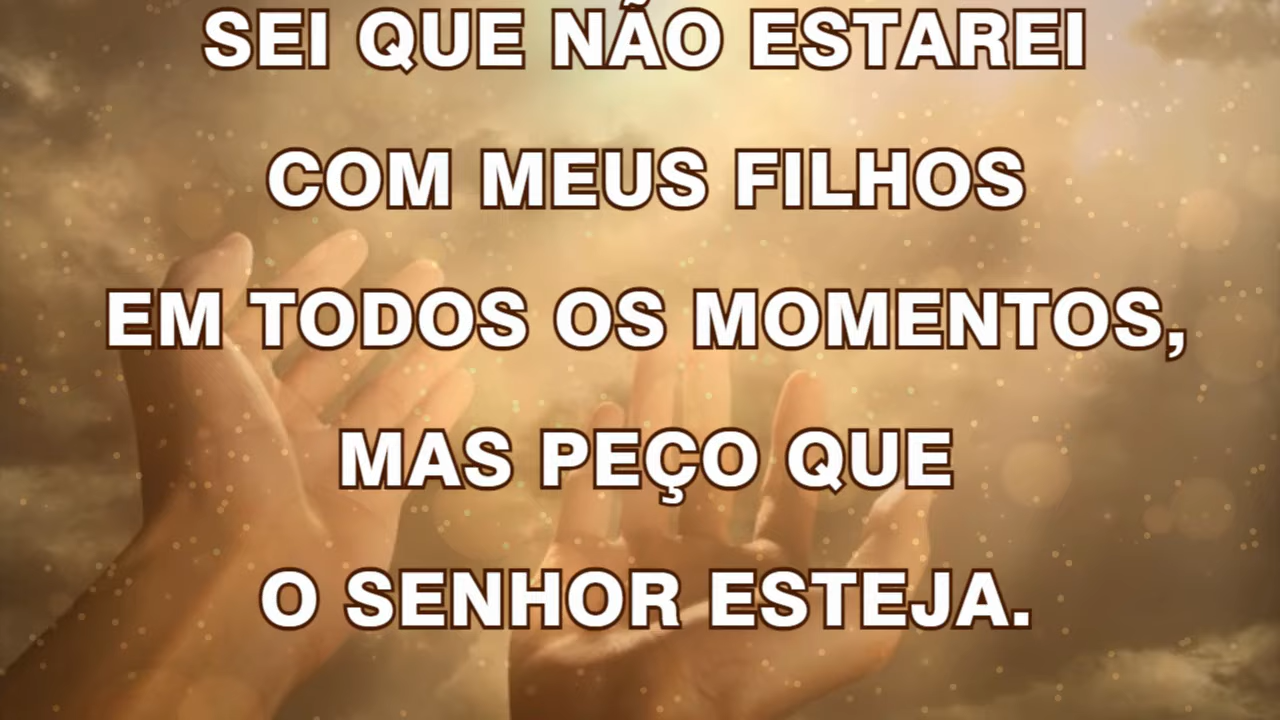 SEI QUE NÃO ESTAREI
COM MEUS FILHOS
EM TODOS OS MOMENTOS,
MAS PEÇO QUE
O SENHOR ESTEJA.